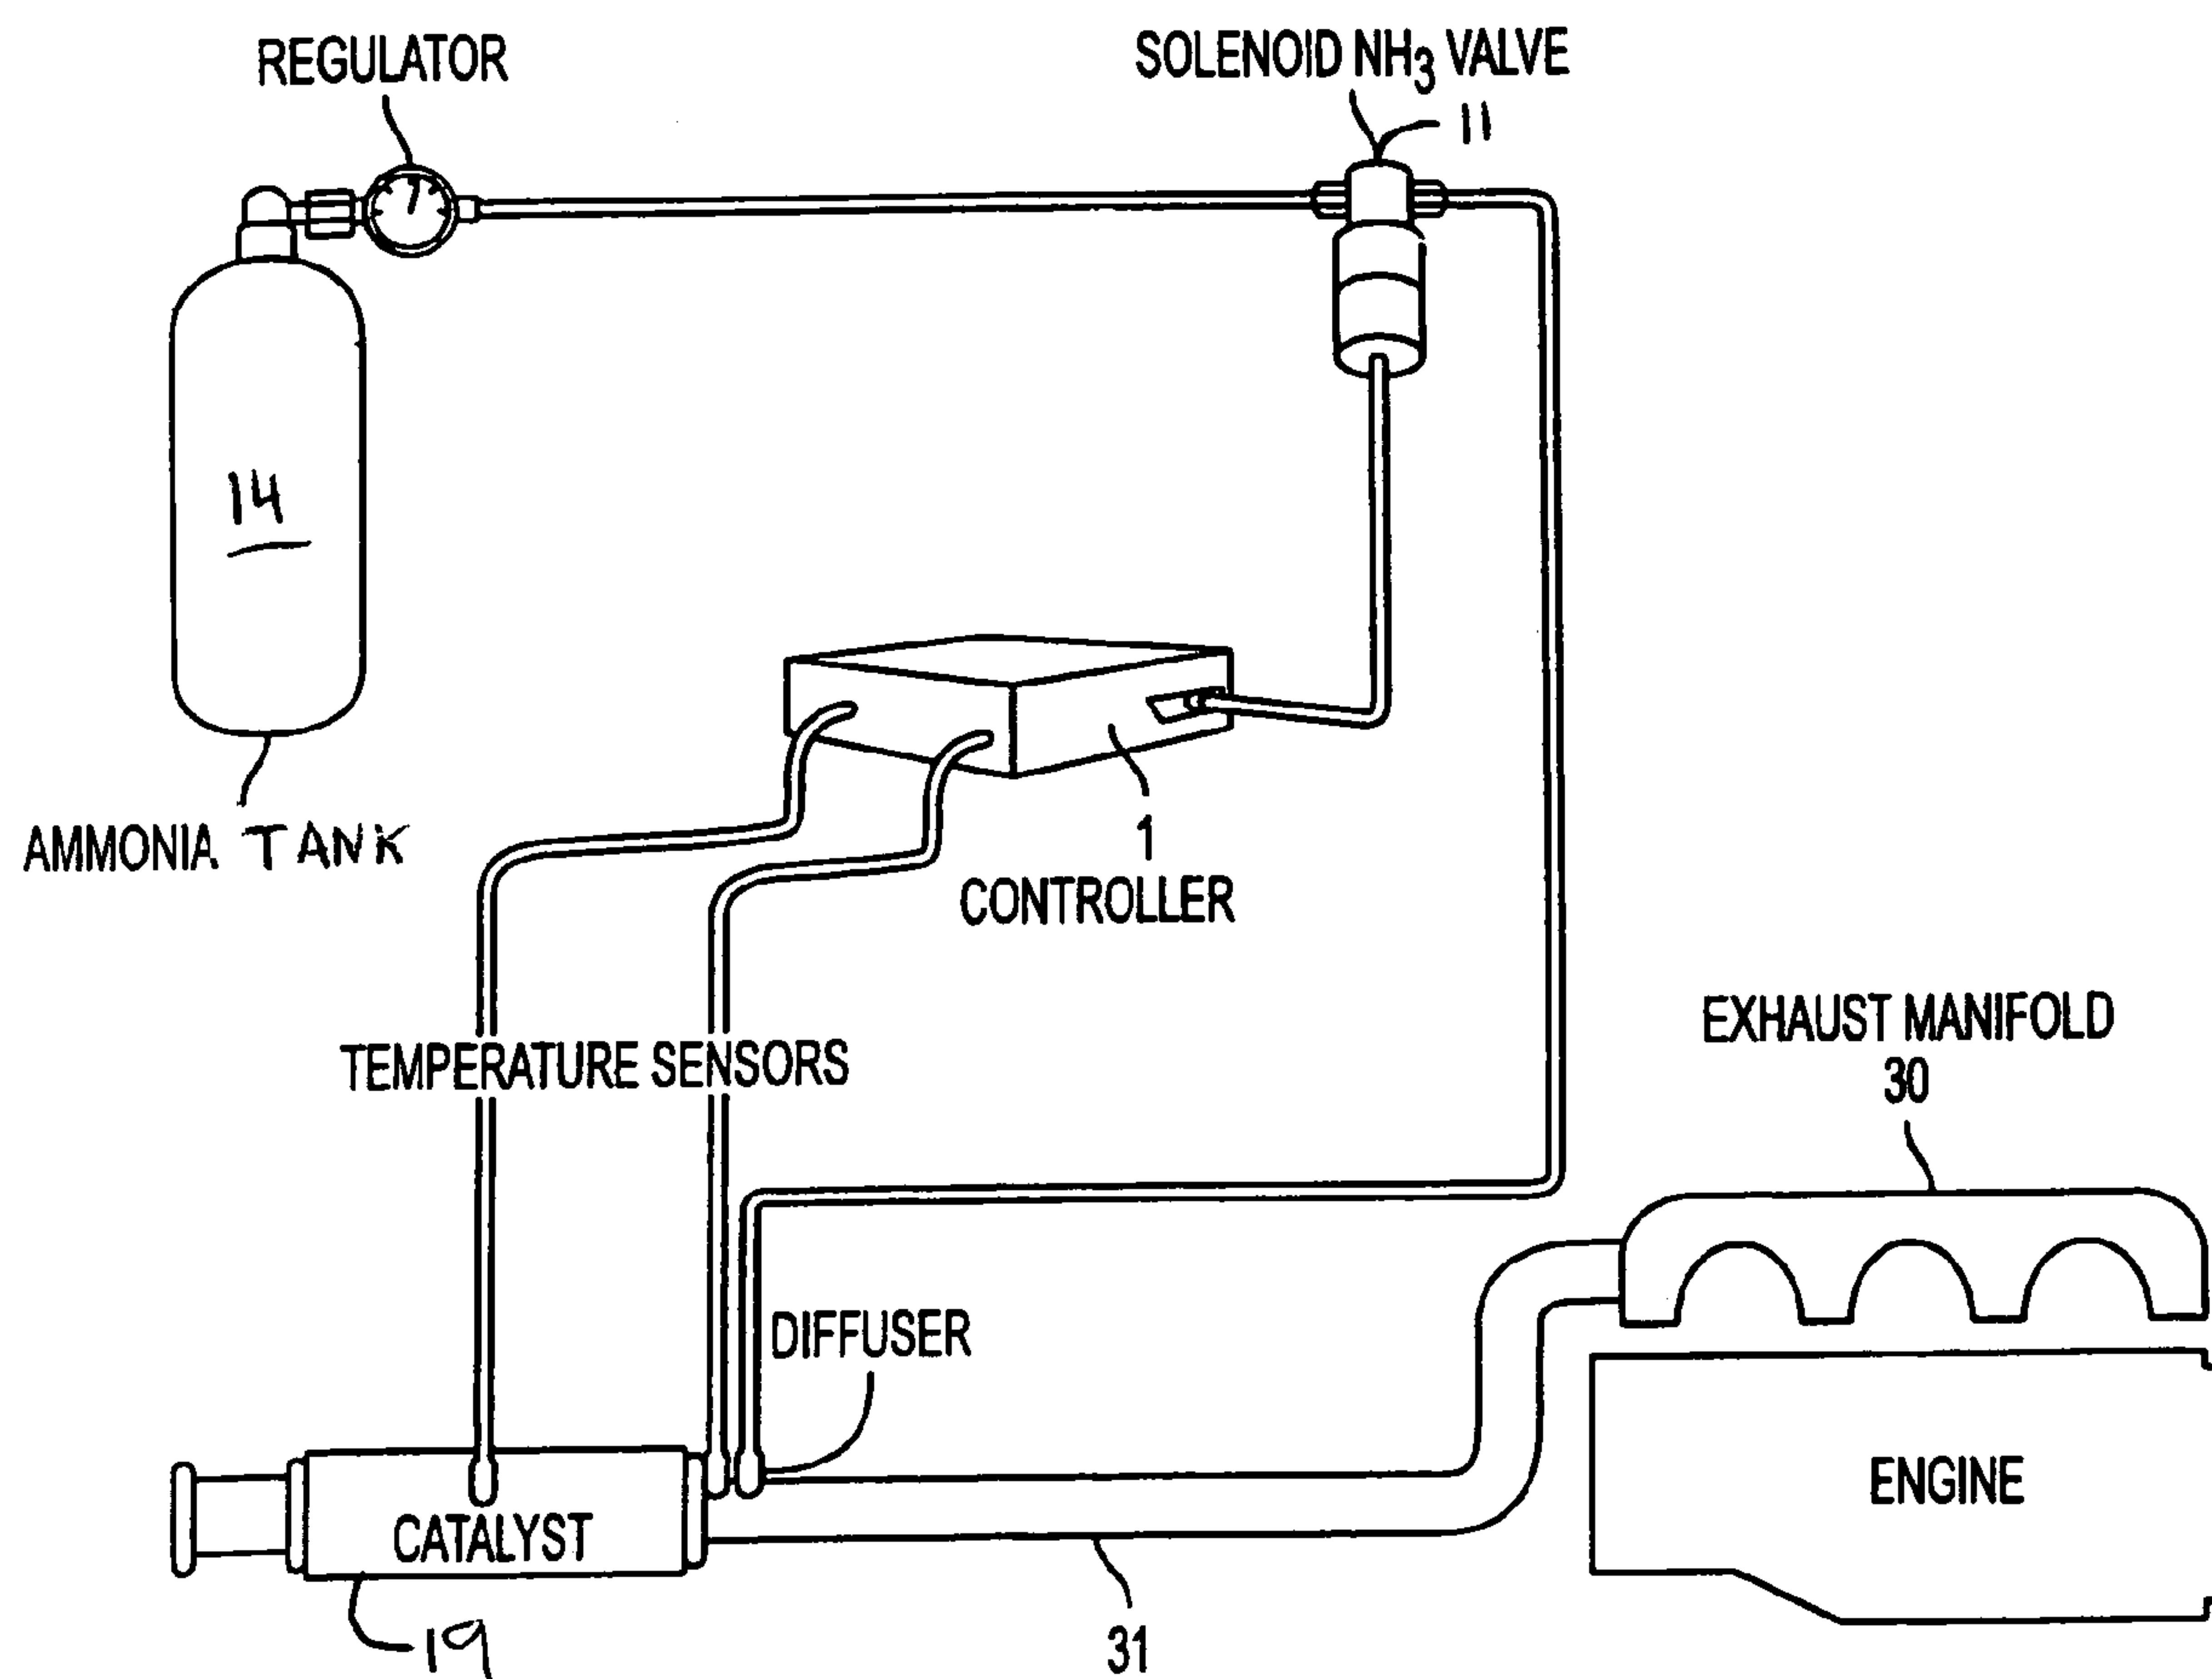 REGULATOR
SOLENOID NH3 VALVE
11
14
AMMONIA TANK
1
CONTROLLER
TEMPERATURE SENSORS
EXHAUST MANIFOLD
30
DIFFUSER
ENGINE
CATALYST
19
31